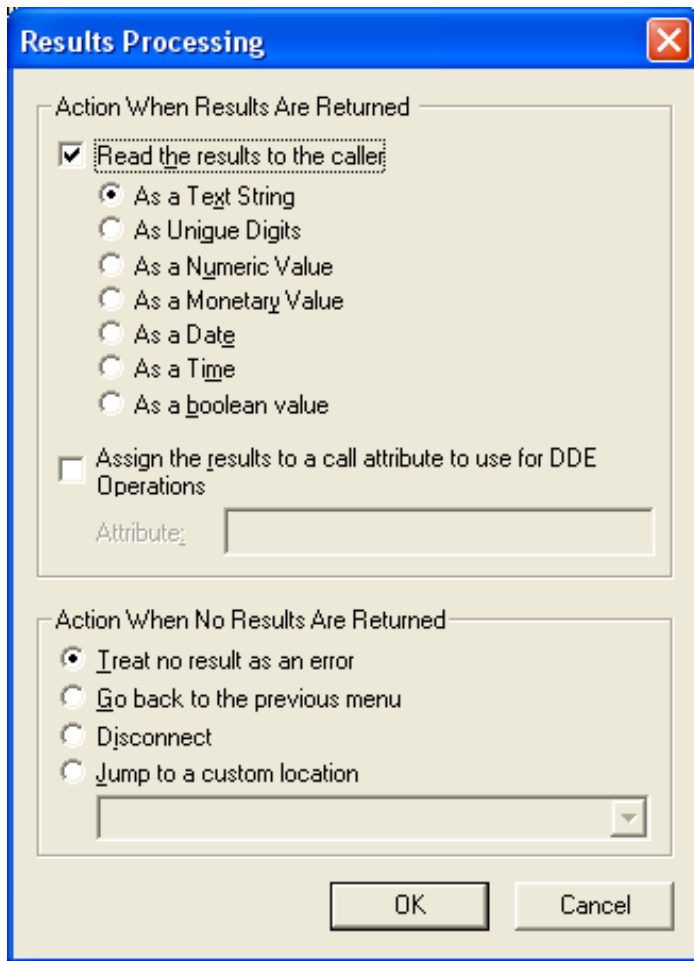 Results Processing
Action When Results Are Returned
Read the results to the caller
As a Text String
As Unique Digits
As a Numeric Value
As a Monetary Value
As a Date
As a Time
As a boolean value
Assign the results to a call attribute to use for DDE
Operations
Attribute:
Action When No Results Are Returned
Treat no result as an error
Go back to the previous menu
Disconnect
Jump to a custom location
OK
Cancel